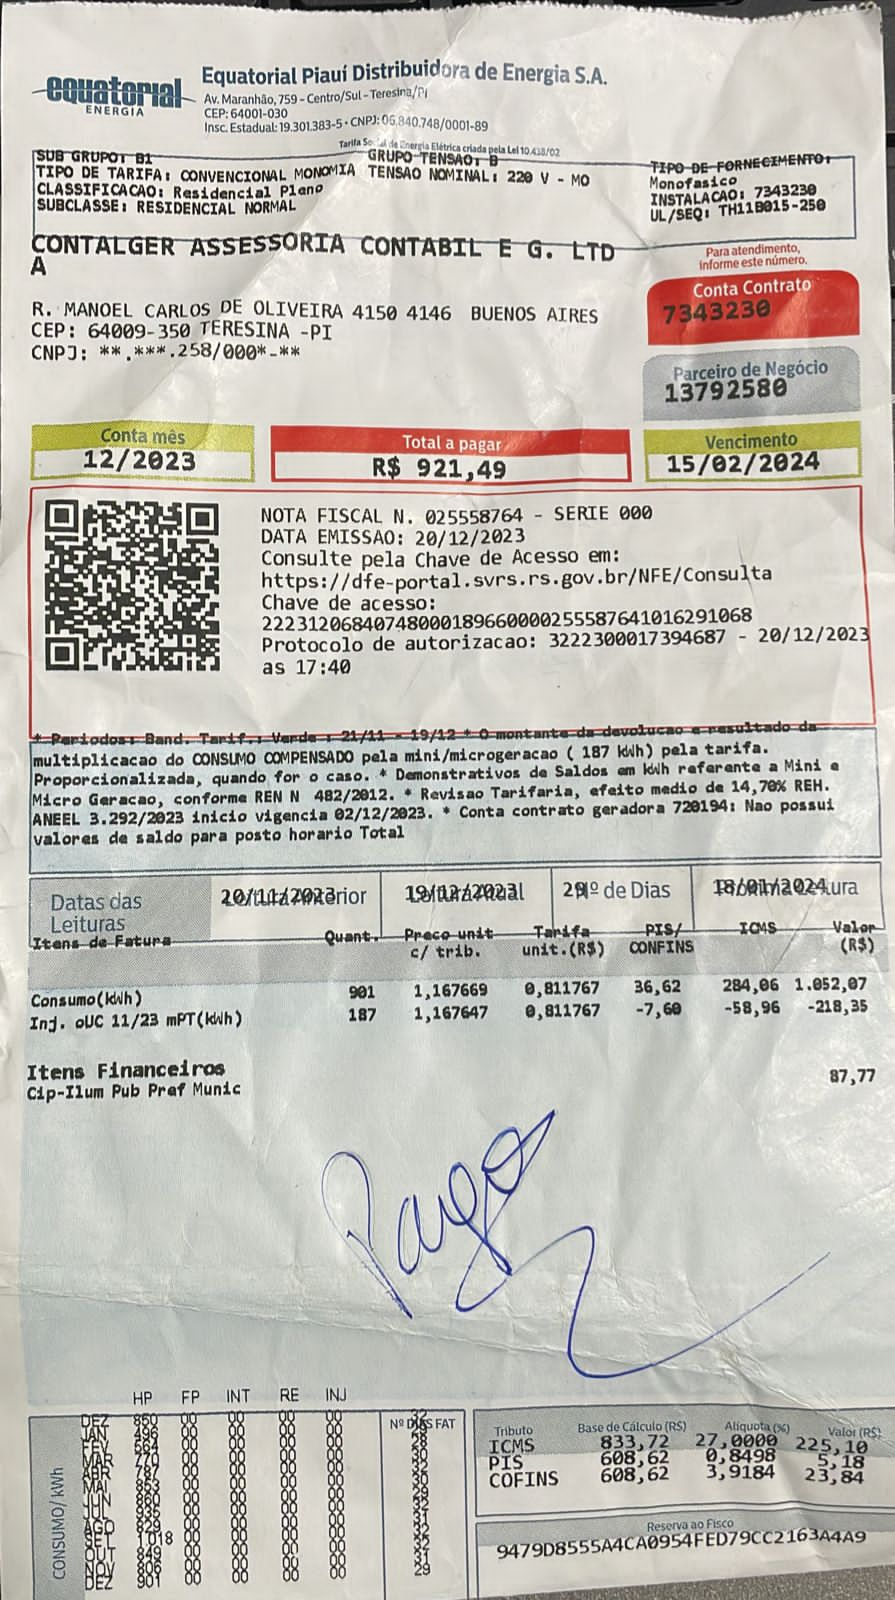 equatorial
ENERGIA
Equatorial Piauí Distribuidora de Energia S.A.
Av. Maranhão, 759 - Centro/Sul - Teresina/PI
CEP: 64001-030
Insc. Estadual: 19.301.383-5 · CNPJ: 06.840.748/0001-89
Tarifa Social de Energia Elétrica criada pela Lei 10.438/02
SUB GRUPO: B1 GRUPO TENSAO: B
TIPO DE TARIFA: CONVENCIONAL MONOMIA TENSAO NOMINAL: 220 V - MO
CLASSIFICACAO: Residencial Pleno
SUBCLASSE: RESIDENCIAL NORMAL
TIPO DE FORNECIMENTO:
Monofasico
INSTALACAO: 7343230
UL/SEQ: TH11B015-250
CONTALGER ASSESSORIA CONTABIL E G. LTD
A
Para atendimento,
informe este número.
Conta Contrato
7343230
R. MANOEL CARLOS DE OLIVEIRA 4150 4146 BUENOS AIRES
CEP: 64009-350 TERESINA -PI
CNPJ: **.***.258/000*-**
Parceiro de Negócio
13792580
Conta mês
12/2023
Total a pagar
R$ 921,49
Vencimento
15/02/2024
NOTA FISCAL N. 025558764 - SERIE 000
DATA EMISSAO: 20/12/2023
Consulte pela Chave de Acesso em:
https://dfe-portal.svrs.rs.gov.br/NFE/Consulta
Chave de acesso:
22231206840748000189660000255587641016291068
Protocolo de autorizacao: 3222300017394687 - 20/12/2023
as 17:40
* Periodos: Band. Tarif.: Verde : 21/11 - 19/12 * O montante da devolucao e resultado da
multiplicacao do CONSUMO COMPENSADO pela mini/microgeracao ( 187 kWh) pela tarifa.
Proporcionalizada, quando for o caso. * Demonstrativos de Saldos em kWh referente a Mini e
Micro Geracao, conforme REN N 482/2012. * Revisao Tarifaria, efeito medio de 14,70% REH.
ANEEL 3.292/2023 inicio vigencia 02/12/2023. * Conta contrato geradora 720194: Nao possui
valores de saldo para posto horario Total
Datas das
Leituras
20/11/2023 Leitura Anterior
19/12/2023 Leitura Atual
29 Nº de Dias
18/01/2024 Próxima Leitura
Itens de Fatura Quant. Preco unit Tarifa PIS/ ICMS Valor
c/ trib. unit.(R$) CONFINS (R$)
Consumo(kWh) 901 1,167669 0,811767 36,62 284,06 1.052,07
Inj. oUC 11/23 mPT(kWh) 187 1,167647 0,811767 -7,60 -58,96 -218,35
Itens Financeiros
Cip-Ilum Pub Pref Munic 87,77
Pago
HP FP INT RE INJ
Nº DIAS FAT
CONSUMO/kWh
DEZ 850 00 00 00 00 32
JAN 496 00 00 00 00
FEV 564 00 00 00 00 28
MAR 770 00 00 00 00
ABR 787 00 00 00 00
MAI 853 00 00 00 00
JUN 860 00 00 00 00
JUL 935 00 00 00 00
AGO 829 00 00 00 00
SET 1.018 00 00 00 00
OUT 849 00 00 00 00
NOV 806 00 00 00 00 31
DEZ 901 00 00 00 00 29
Tributo Base de Cálculo (R$) Alíquota (%) Valor (R$)
ICMS 833,72 27,0000 225,10
PIS 608,62 0,8498 5,18
COFINS 608,62 3,9184 23,84
Reserva ao Fisco
9479D8555A4CA0954FED79CC2163A4A9